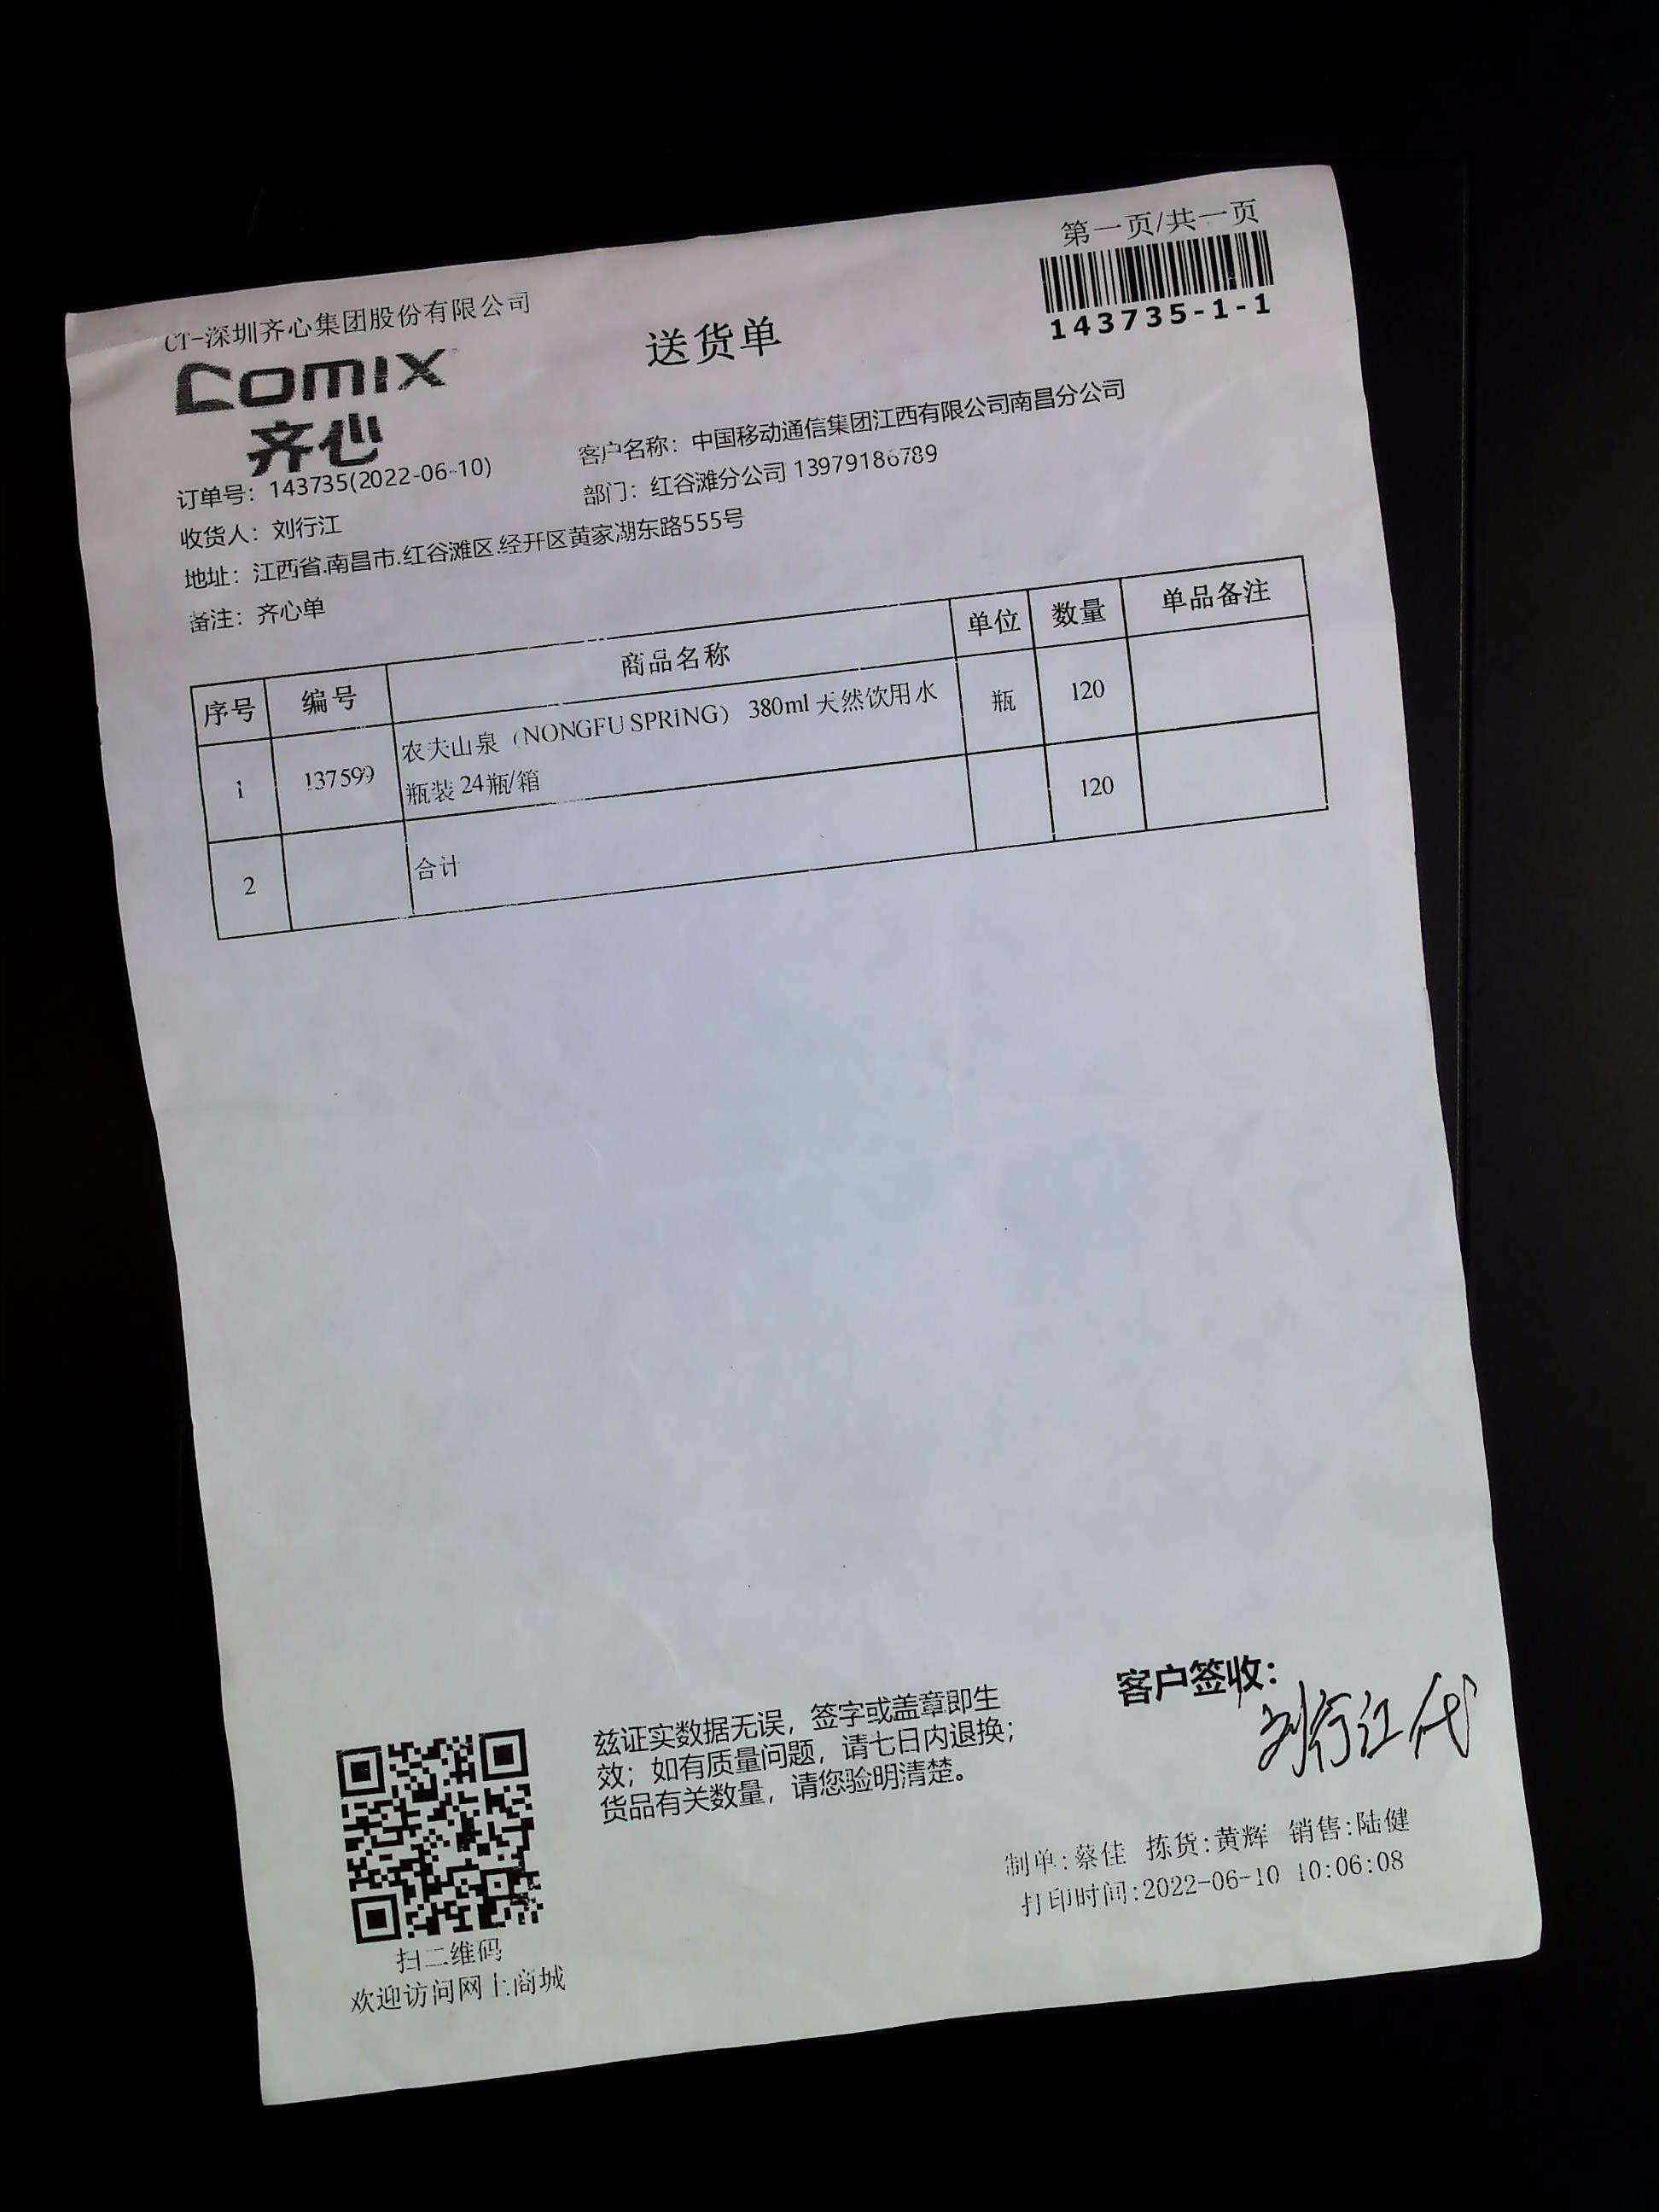 第一页/共一页
143735-1-1
CT-深圳齐心集团股份有限公司
comix
齐心
送货单
订单号：143735(2022-06-10)
客户名称：中国移动通信集团江西有限公司南昌分公司
收货人：刘行江
部门：红谷滩分公司 13979186789
地址：江西省.南昌市.红谷滩区.经开区黄家湖东路555号
备注：齐心单
序号 编号 商品名称 单位 数量 单品备注
1 137599 农夫山泉（NONGFU SPRiNG） 380ml 天然饮用水 瓶 120
瓶装 24瓶/箱
2 合计 120
客户签收：
刘行江代
兹证实数据无误，签字或盖章即生
效；如有质量问题，请七日内退换；
货品有关数量，请您验明清楚。
制单:蔡佳 拣货:黄辉 销售:陆健
打印时间:2022-06-10 10:06:08
扫二维码
欢迎访问网上商城